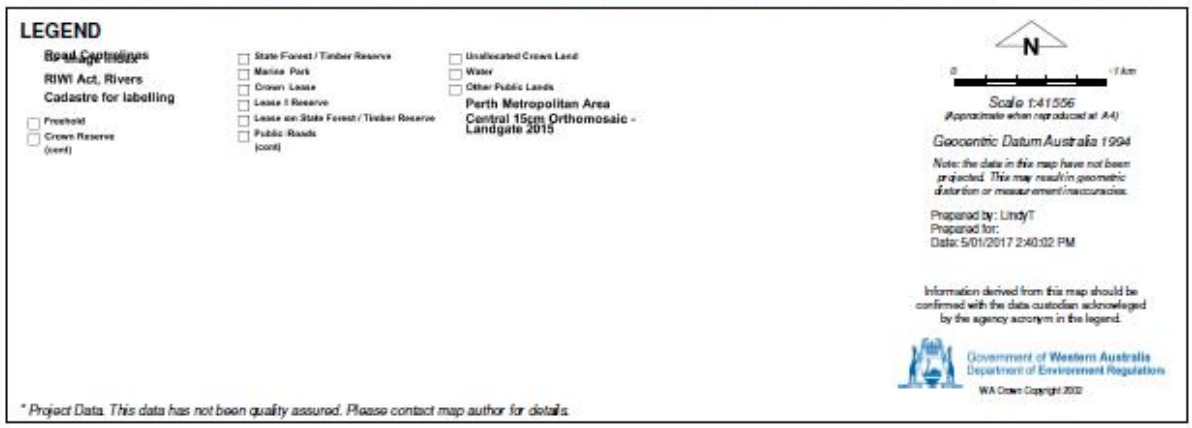 LEGEND
Road Centrelines
Image Index
RIWI Act, Rivers
Cadastre for labelling
Freehold
Crown Reserve
(cont)
State Forest / Timber Reserve
Marine Park
Crown Lease
Lease / Reserve
Lease on State Forest / Timber Reserve
Public Roads
(cont)
Unallocated Crown Land
Water
Other Public Lands
Perth Metropolitan Area
Central 15cm Orthomosaic -
Landgate 2015
N
0 1 km
Scale 1:41556
(Approximate when reproduced at A4)
Geocentric Datum Australia 1994
Note: the data in this map have not been
projected. This may result in geometric
distortion or measurement inaccuracies.
Prepared by: LindyT
Prepared for:
Date: 5/01/2017 2:40:02 PM
Information derived from this map should be
confirmed with the data custodian acknowleged
by the agency acronym in the legend.
Government of Western Australia
Department of Environment Regulation
WA Crown Copyright 2002
* Project Data. This data has not been quality assured. Please contact map author for details.